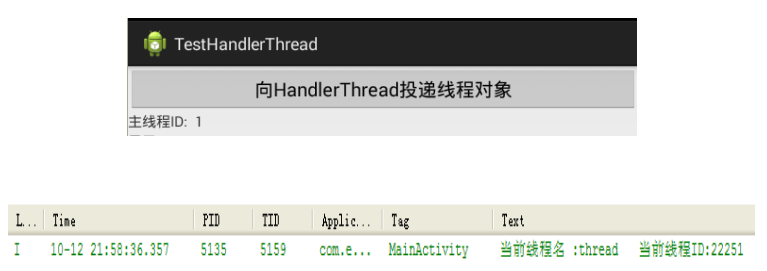 TestHandlerThread
向HandlerThread投递线程对象
主线程ID: 1
L... Time PID TID Applic... Tag Text
I 10-12 21:58:36.357 5135 5159 com.e... MainActivity 当前线程名 :thread 当前线程ID:22251